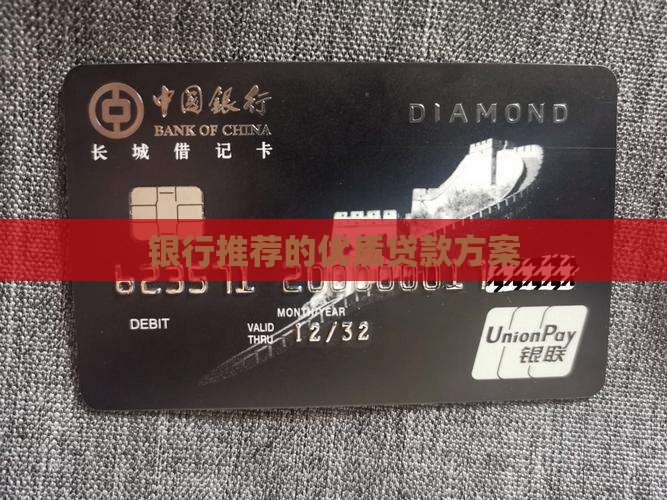 中国银行
BANK OF CHINA
长城借记卡
DIAMOND
银行推荐的优质贷款方案
DEBIT
MONTH/YEAR
VALID THRU
12/32
UnionPay
银联